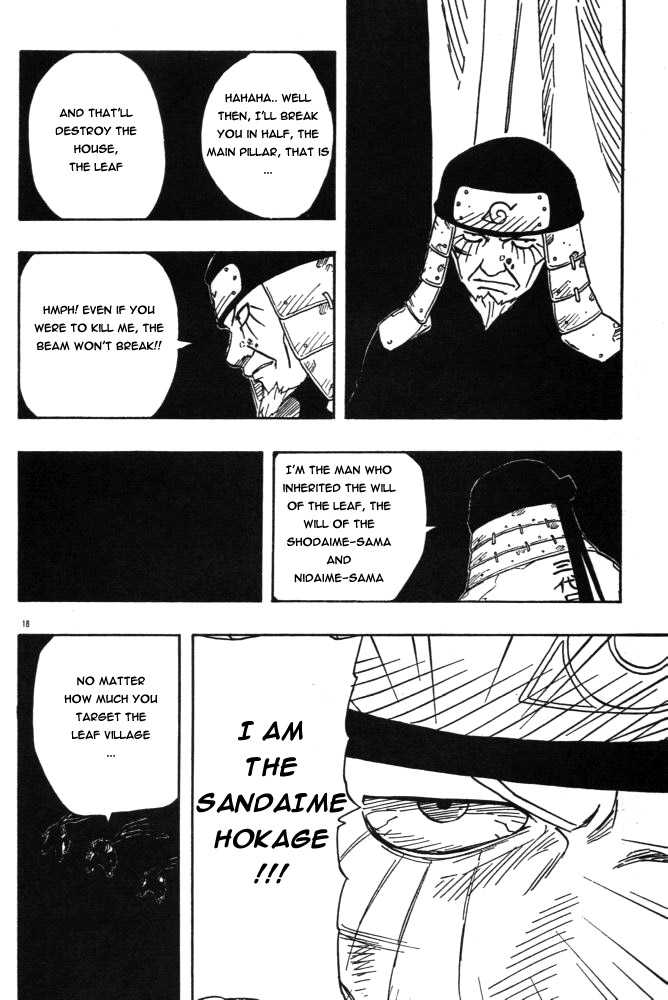 HAHAHA.. WELL
THEN, I'LL BREAK
YOU IN HALF, THE
MAIN PILLAR, THAT IS
...
AND THAT'LL
DESTROY THE
HOUSE,
THE LEAF
HMPH! EVEN IF YOU
WERE TO KILL ME, THE
BEAM WON'T BREAK!!
三代
I'M THE MAN WHO
INHERITED THE WILL
OF THE LEAF, THE
WILL OF THE
SHODAIME-SAMA
AND
NIDAIME-SAMA
18
I AM
THE
SANDAIME
HOKAGE
!!!
NO MATTER
HOW MUCH YOU
TARGET THE
LEAF VILLAGE
...